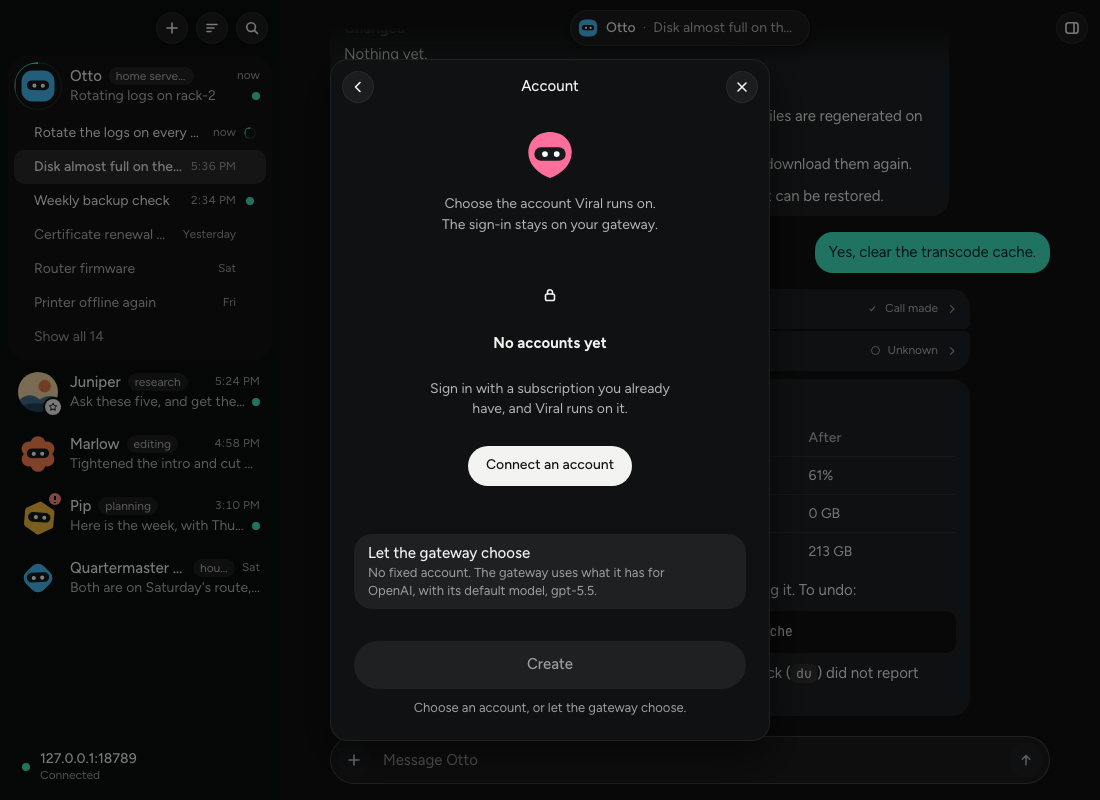 Otto · Disk almost full on th...
Otto home serve... now
Rotating logs on rack-2
Rotate the logs on every ... now
Disk almost full on the... 5:36 PM
Weekly backup check 2:34 PM
Certificate renewal ... Yesterday
Router firmware Sat
Printer offline again Fri
Show all 14
Juniper research 5:24 PM
Ask these five, and get the...
Marlow editing 4:58 PM
Tightened the intro and cut ...
Pip planning 3:10 PM
Here is the week, with Thu...
Quartermaster ... hou... Sat
Both are on Saturday's route,...
127.0.0.1:18789
Connected
Nothing yet.
Account
Choose the account Viral runs on.
The sign-in stays on your gateway.
No accounts yet
Sign in with a subscription you already
have, and Viral runs on it.
Connect an account
Let the gateway choose
No fixed account. The gateway uses what it has for
OpenAI, with its default model, gpt-5.5.
Create
Choose an account, or let the gateway choose.
iles are regenerated on
download them again.
can be restored.
Yes, clear the transcode cache.
✓ Call made
Unknown
After
61%
0 GB
213 GB
g it. To undo:
che
ck (du) did not report
Message Otto